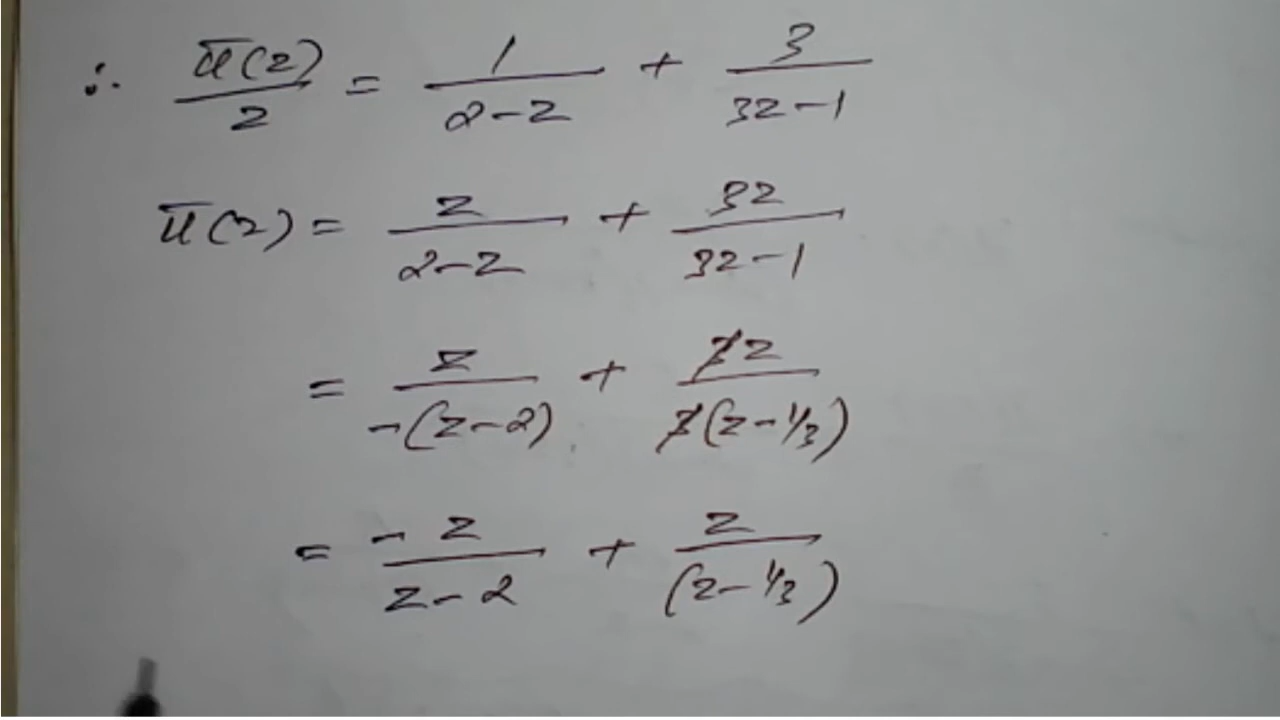 ∴ ū(z)/z = 1/(2-z) + 3/(3z-1)
ū(z) = z/(2-z) + 3z/(3z-1)
= z/(-(z-2)) + 3z/(3(z-1/3))
= -z/(z-2) + z/(z-1/3)